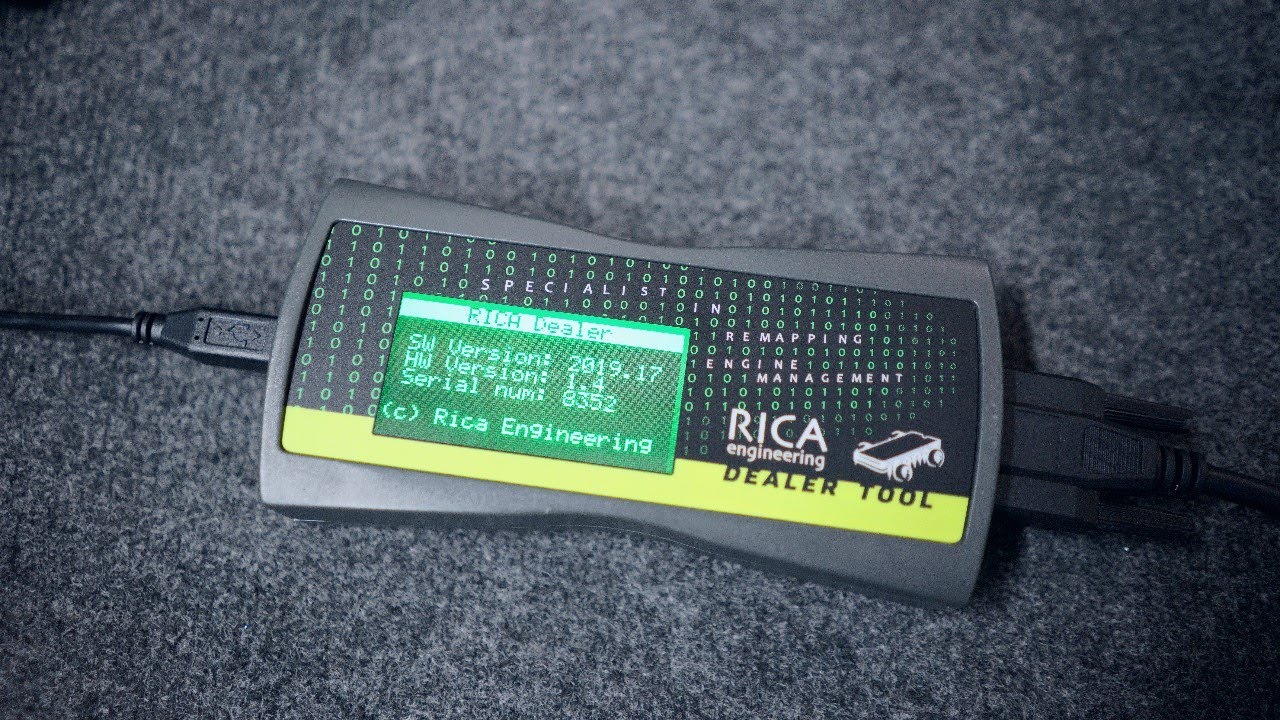 SPECIALIST
IN
REMAPPING
ENGINE
MANAGEMENT
RICA Dealer
SW Version: 2019.17
HW Version: 1.4
Serial num: 8352
(c) Rica Engineering
RICA
engineering
DEALER TOOL